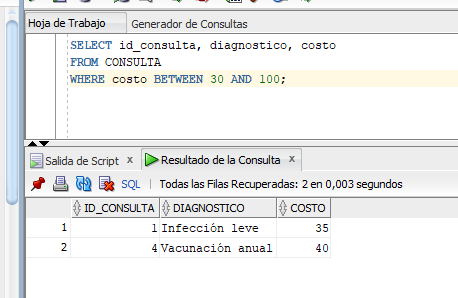 Hoja de Trabajo Generador de Consultas
SELECT id_consulta, diagnostico, costo
FROM CONSULTA
WHERE costo BETWEEN 30 AND 100;
Salida de Script x Resultado de la Consulta x
SQL | Todas las Filas Recuperadas: 2 en 0,003 segundos
ID_CONSULTA DIAGNOSTICO COSTO
1 1 Infección leve 35
2 4 Vacunación anual 40